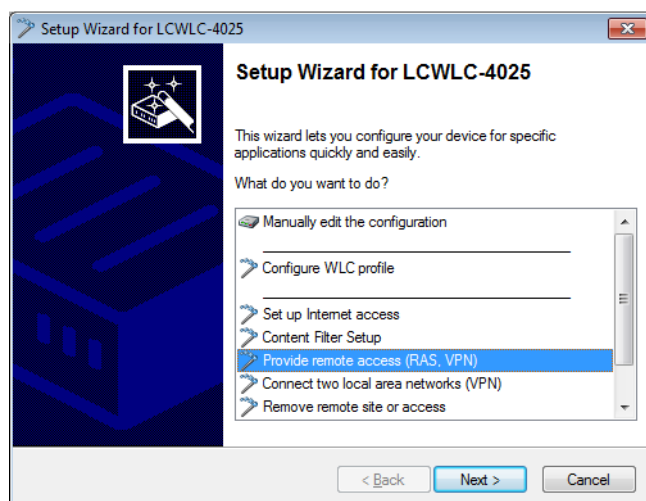 Setup Wizard for LCWLC-4025
Setup Wizard for LCWLC-4025
This wizard lets you configure your device for specific
applications quickly and easily.
What do you want to do?
Manually edit the configuration
Configure WLC profile
Set up Internet access
Content Filter Setup
Provide remote access (RAS, VPN)
Connect two local area networks (VPN)
Remove remote site or access
< Back Next > Cancel